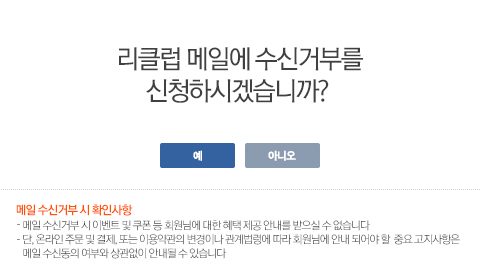 리클럽 메일에 수신거부를
신청하시겠습니까?
예 아니오
메일 수신거부 시 확인사항
- 메일 수신거부 시 이벤트 및 쿠폰 등 회원님에 대한 혜택 제공 안내를 받으실 수 없습니다
- 단, 온라인 주문 및 결제, 또는 이용약관의 변경이나 관계법령에 따라 회원님에 안내 되어야 할 중요 고지사항은
메일 수신동의 여부와 상관없이 안내될 수 있습니다